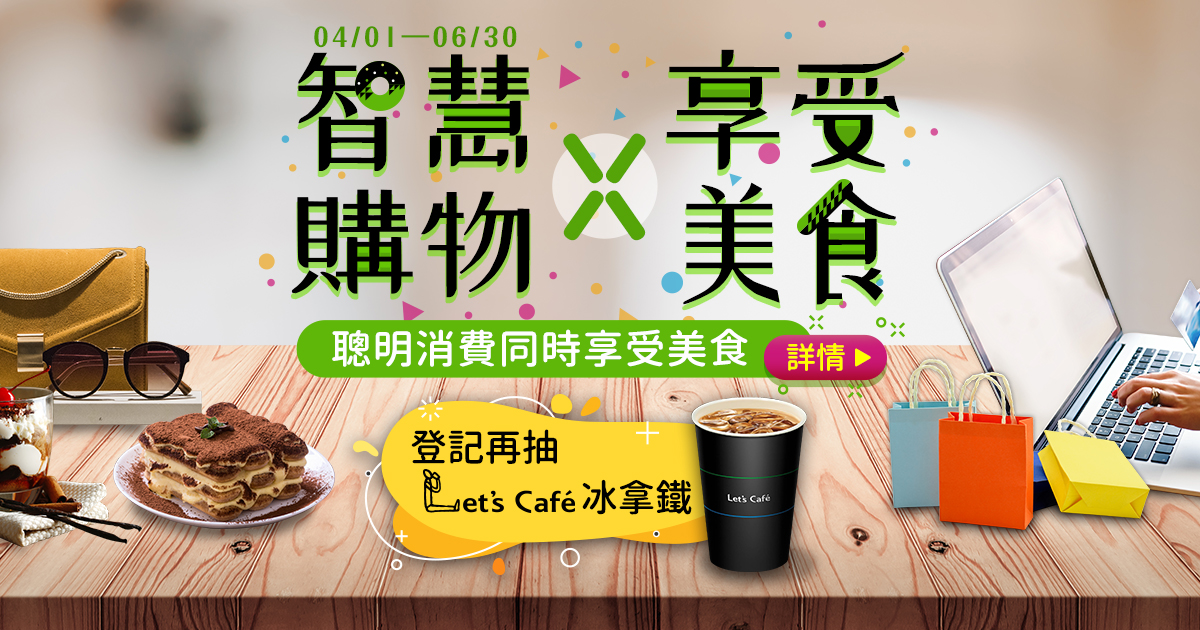 04/01—06/30
智慧購物
X
享受美食
聰明消費同時享受美食
詳情
登記再抽
Let's Café 冰拿鐵
Let's Café